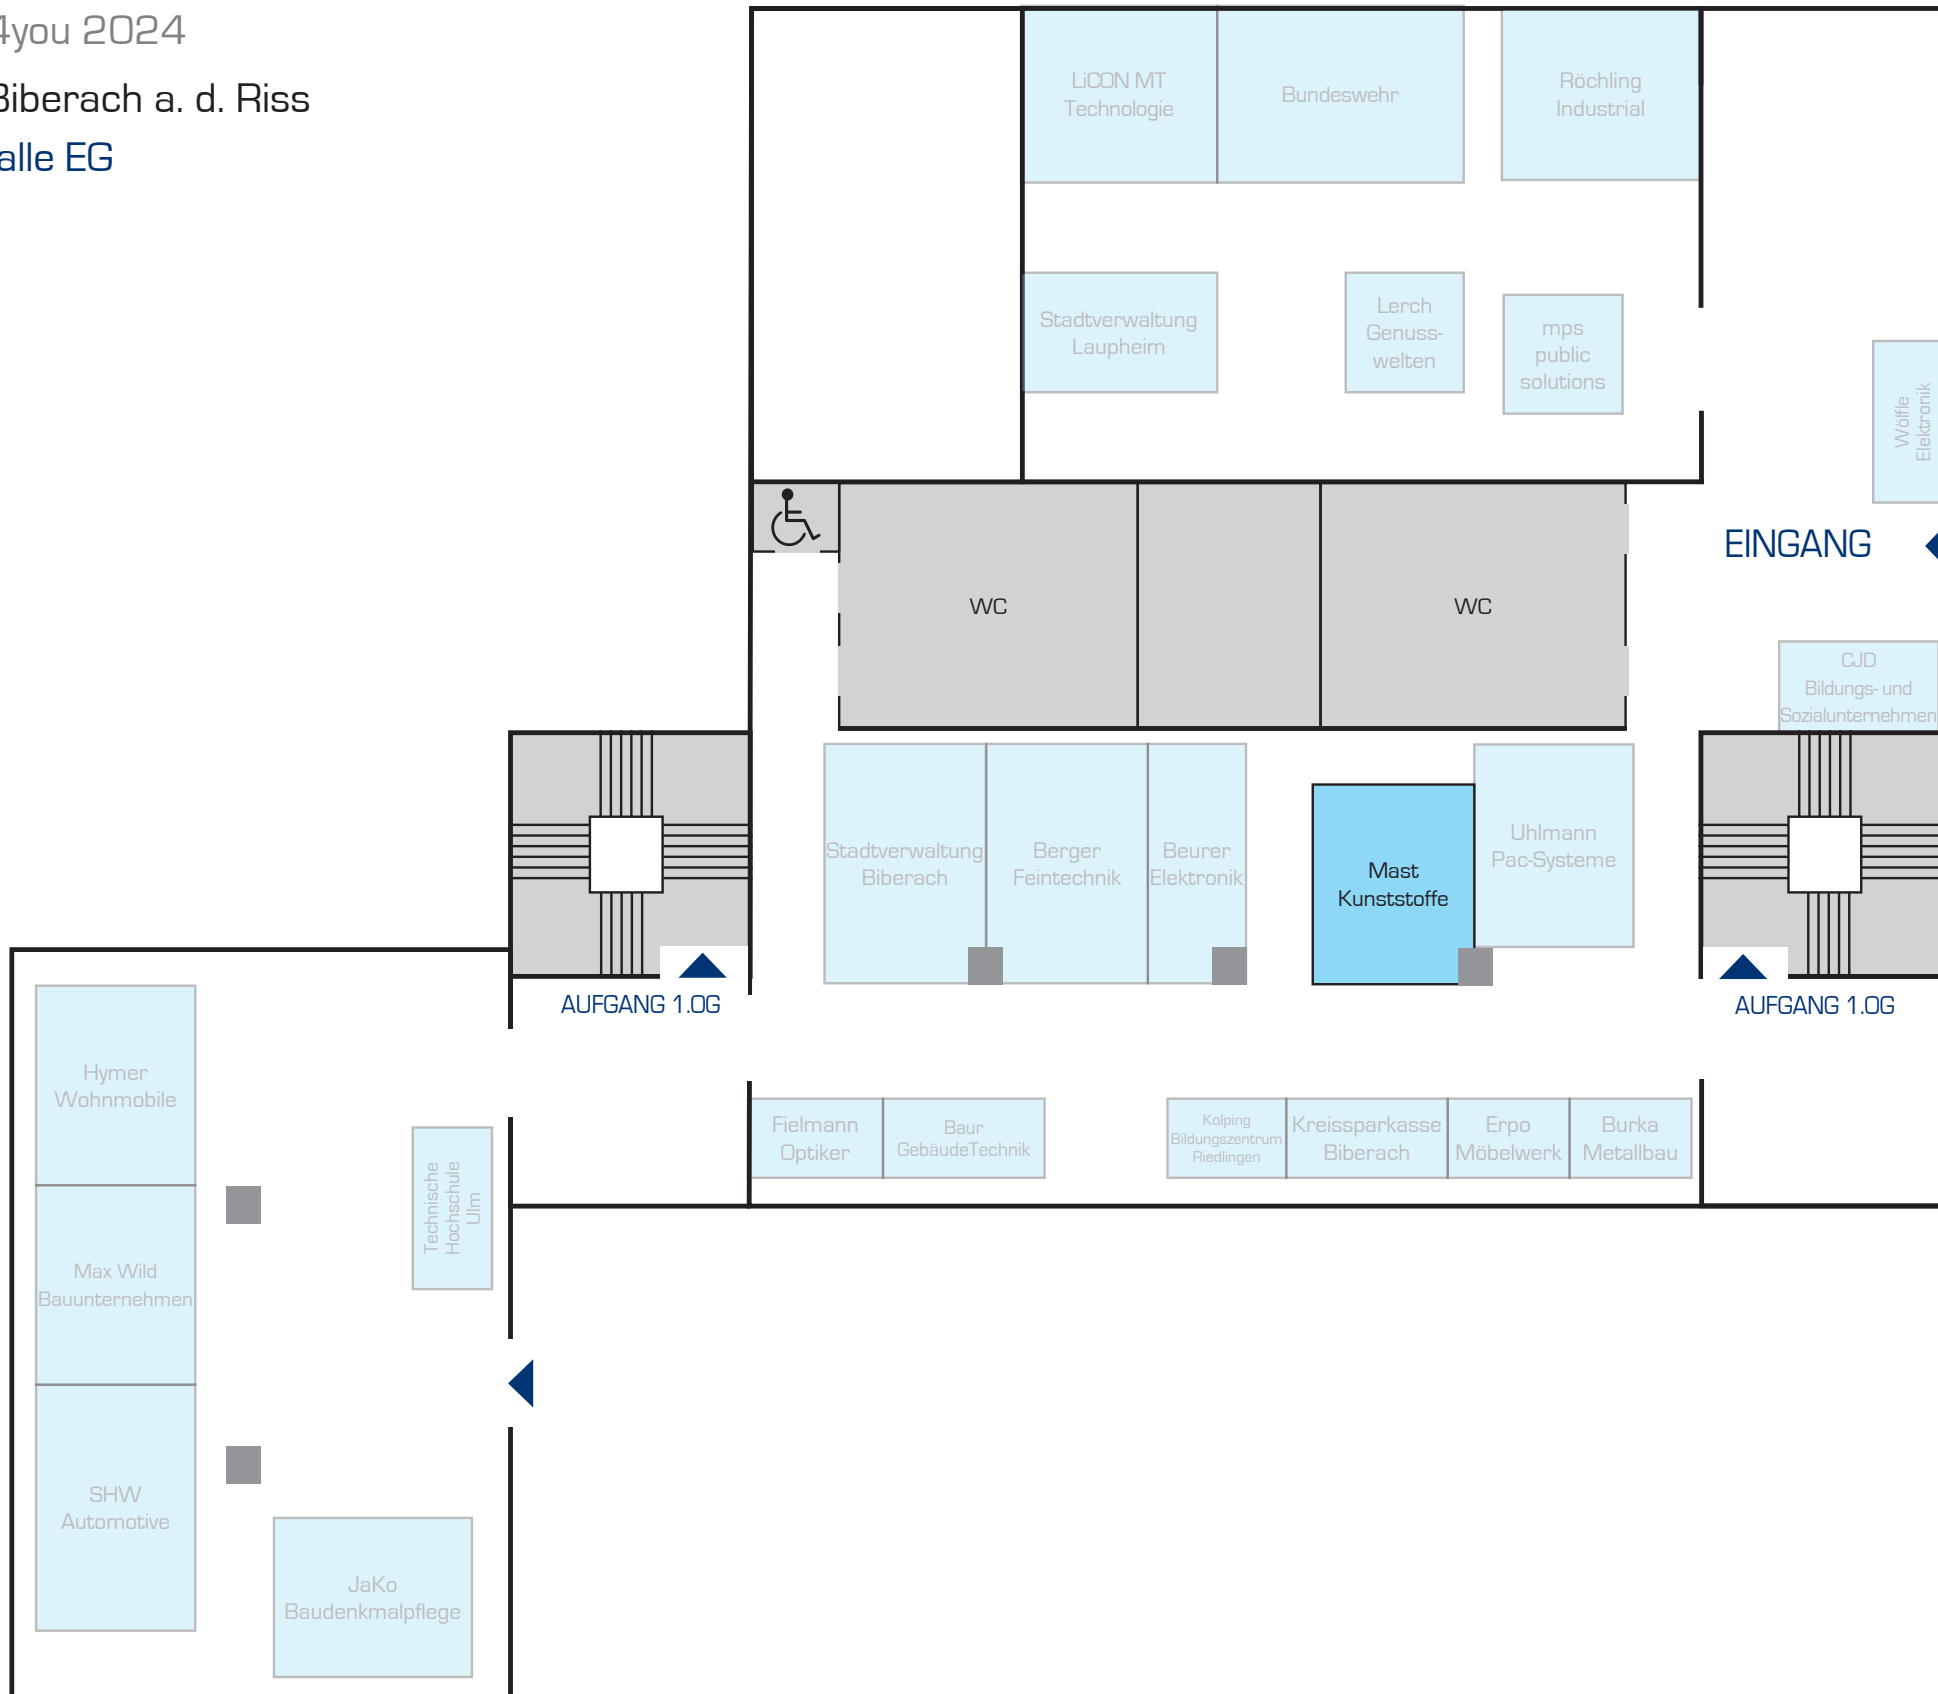 4you 2024
Biberach a. d. Riss
alle EG
LiCON MT
Technologie
Bundeswehr
Röchling
Industrial
Stadtverwaltung
Laupheim
Lerch
Genuss-
welten
mps
public
solutions
Wölfle
Elektronik
EINGANG
WC
WC
CJD
Bildungs- und
Sozialunternehmen
Stadtverwaltung
Biberach
Berger
Feintechnik
Beurer
Elektronik
Mast
Kunststoffe
Uhlmann
Pac-Systeme
AUFGANG 1.OG
AUFGANG 1.OG
Hymer
Wohnmobile
Technische
Hochschule
Ulm
Fielmann
Optiker
Baur
GebäudeTechnik
Kolping
Bildungszentrum
Riedlingen
Kreissparkasse
Biberach
Erpo
Möbelwerk
Burka
Metallbau
Max Wild
Bauunternehmen
SHW
Automotive
JaKo
Baudenkmalpflege